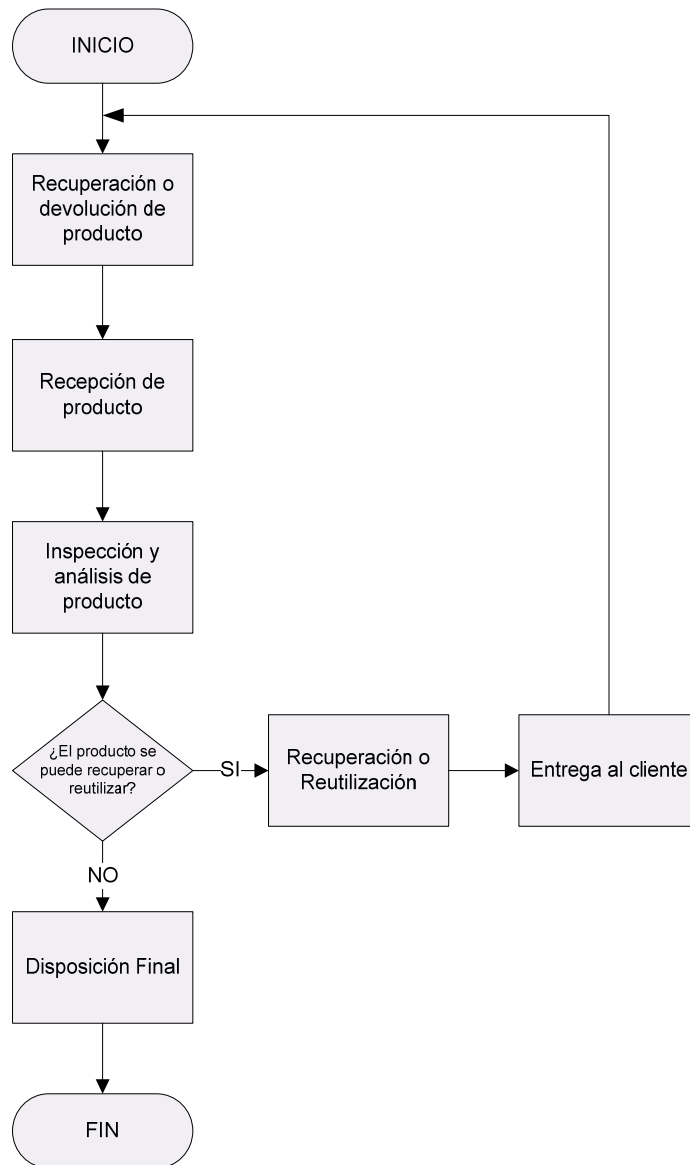 INICIO
Recuperación o
devolución de
producto
Recepción de
producto
Inspección y
análisis de
producto
¿El producto se
puede recuperar o
reutilizar?
SI
Recuperación o
Reutilización
Entrega al cliente
NO
Disposición Final
FIN